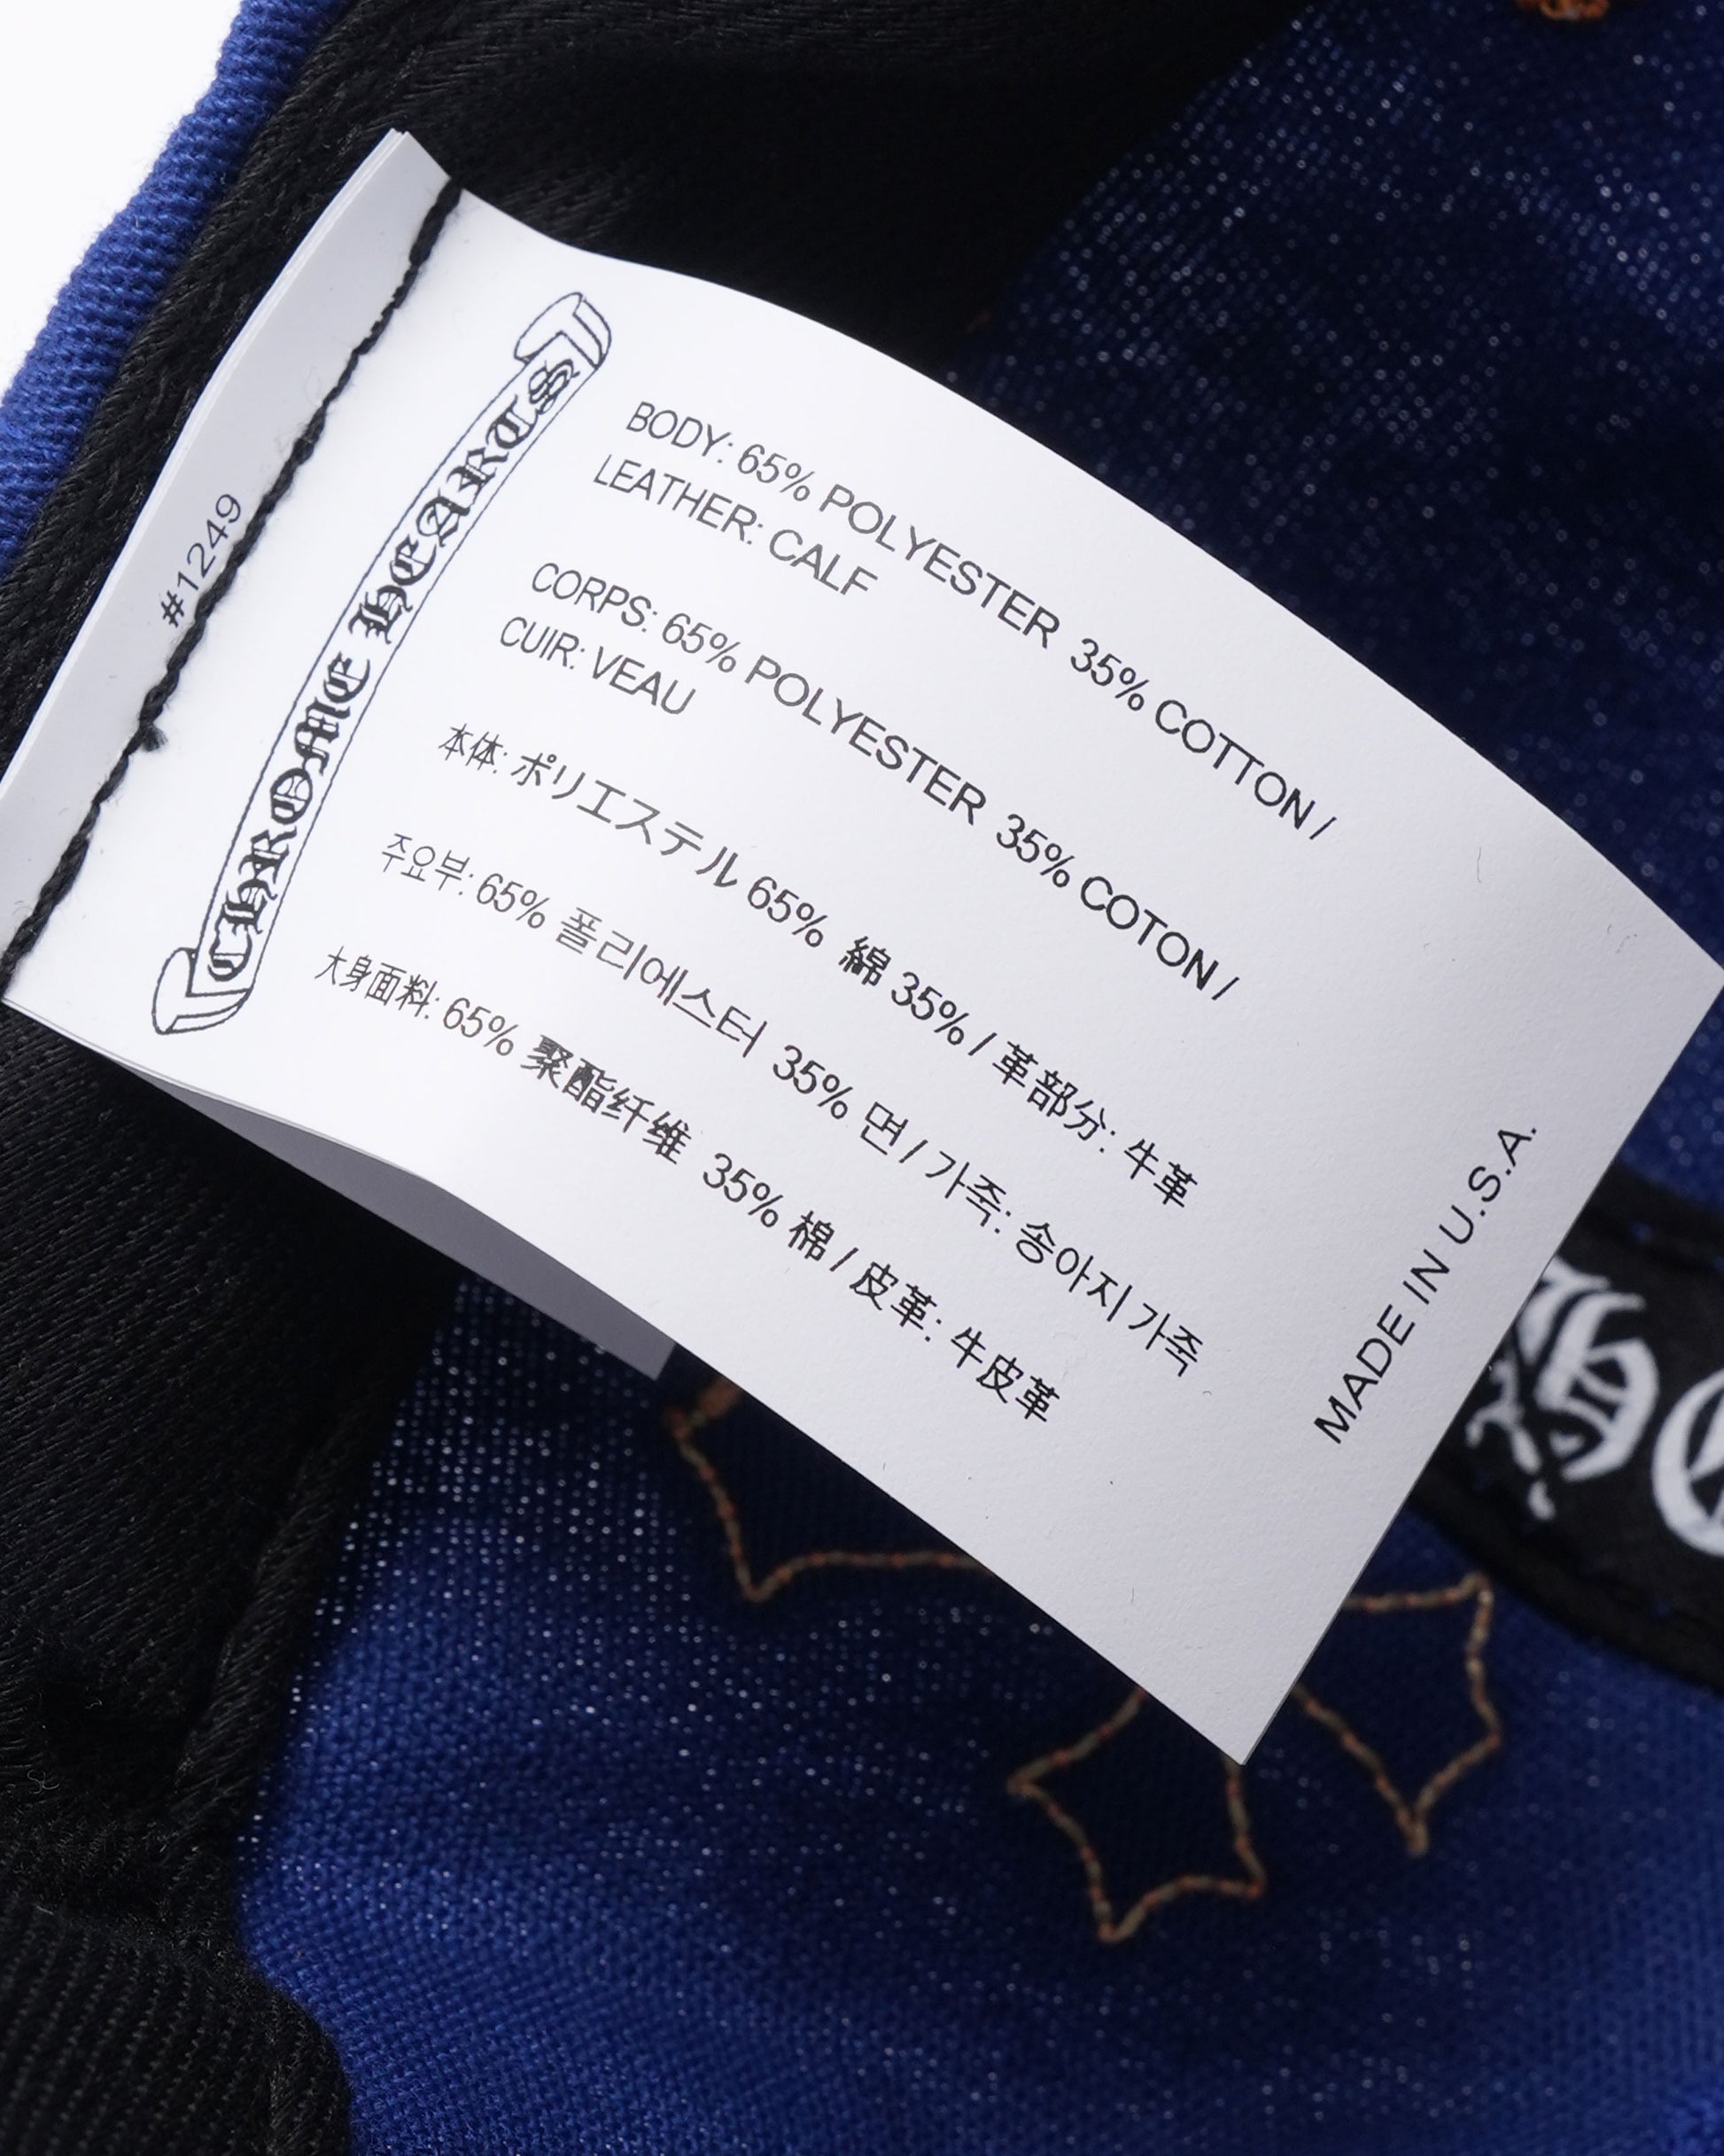 #1249
CHROME HEARTS
BODY: 65% POLYESTER 35% COTTON /
LEATHER: CALF
CORPS: 65% POLYESTER 35% COTON /
CUIR: VEAU
本体: ポリエステル 65% 綿 35% / 革部分: 牛革
주요부: 65% 폴리에스터 35% 면 / 가죽: 송아지 가죽
大身面料: 65% 聚酯纤维 35% 棉 / 皮革: 牛皮革
MADE IN U.S.A.